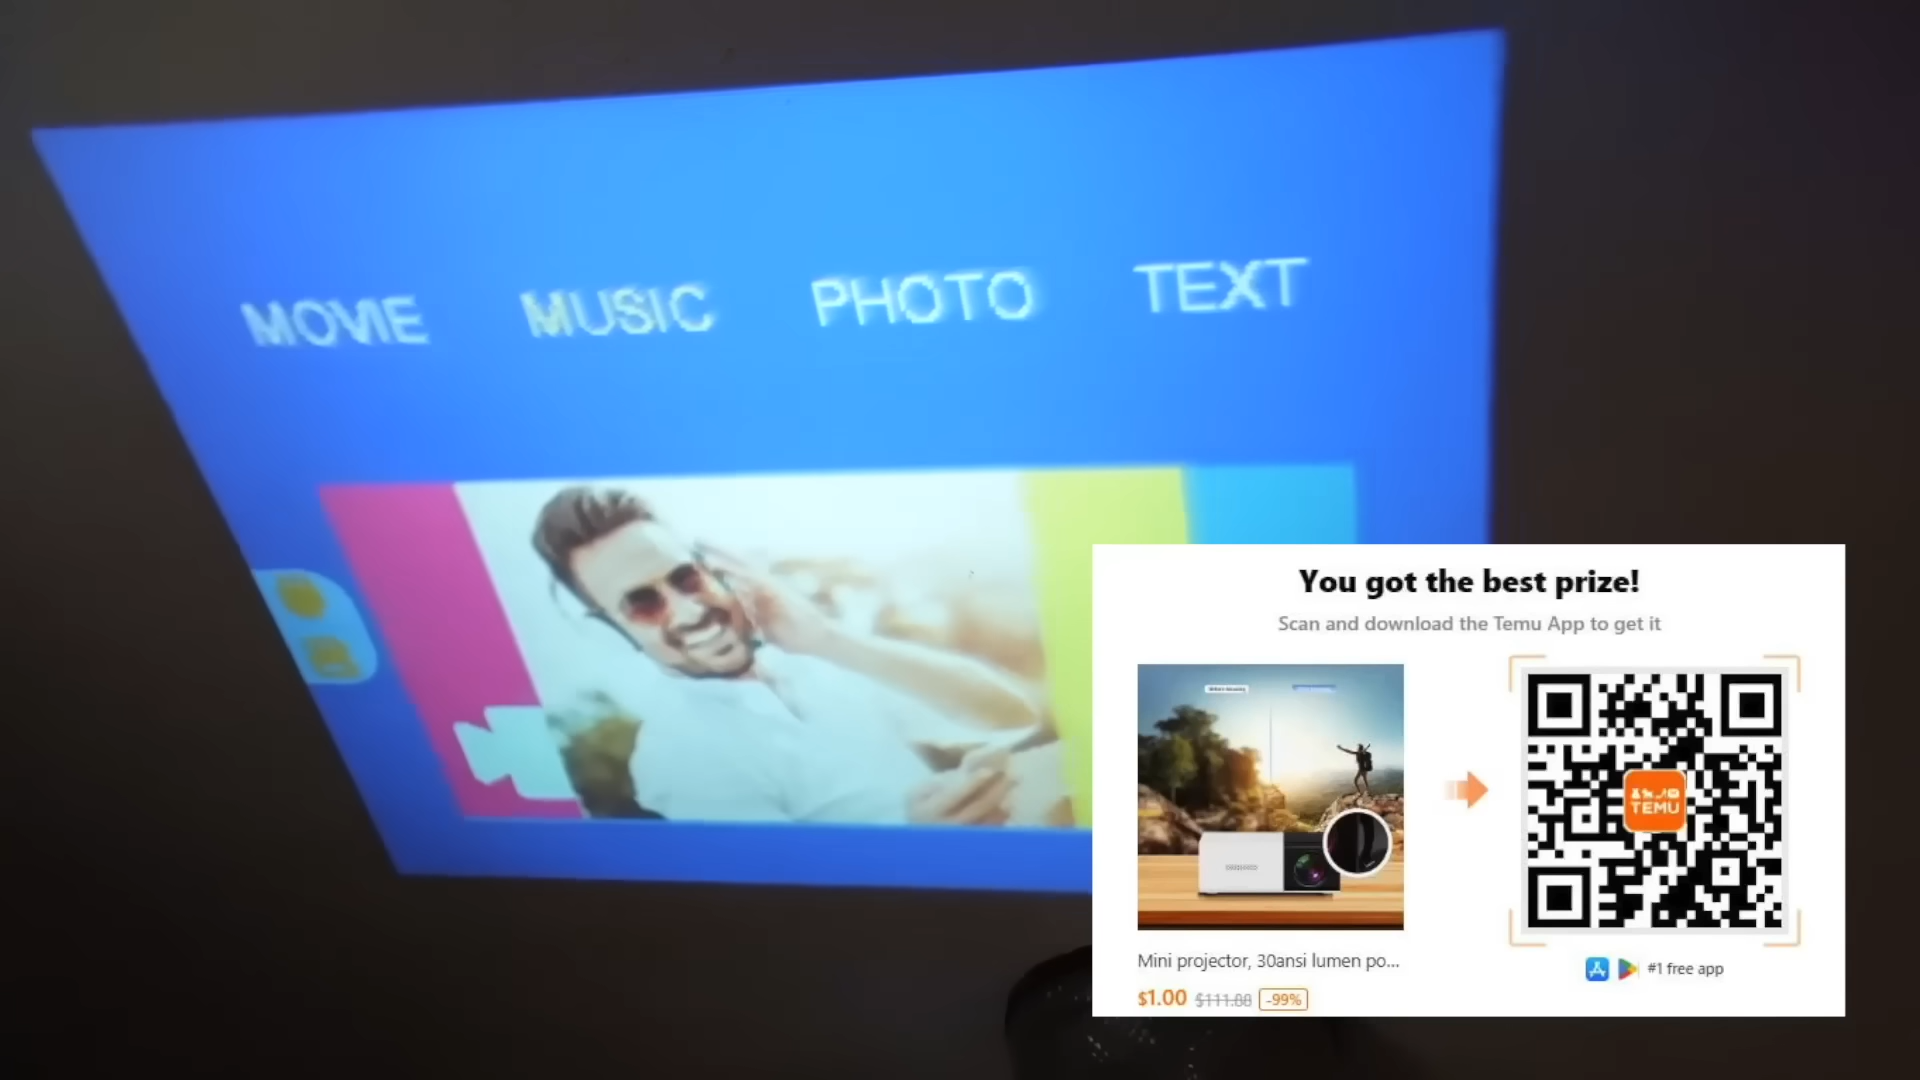 MOVIE MUSIC PHOTO TEXT
You got the best prize!
Scan and download the Temu App to get it
TEMU
Mini projector, 30ansi lumen po...
$1.00 $111.88 -99%
#1 free app